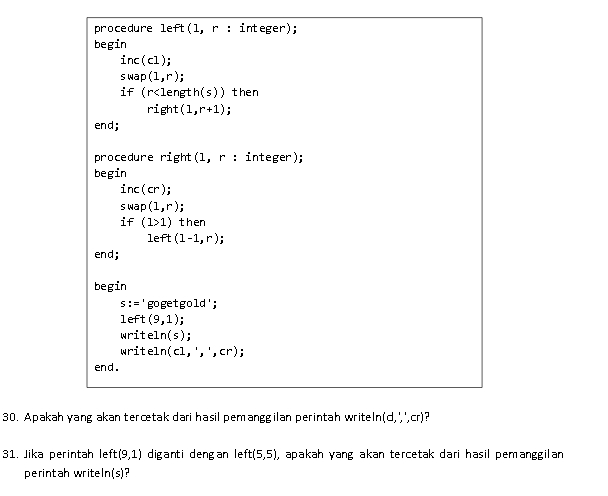 procedure left(l, r : integer);
begin
inc(cl);
swap(l,r);
if (r<length(s)) then
right(l,r+1);
end;
procedure right(l, r : integer);
begin
inc(cr);
swap(l,r);
if (l>1) then
left(l-1,r);
end;
begin
s:='gogetgold';
left(9,1);
writeln(s);
writeln(cl,',',cr);
end.
30. Apakah yang akan tercetak dari hasil pemanggilan perintah writeln(cl,',',cr)?
31. Jika perintah left(9,1) diganti dengan left(5,5), apakah yang akan tercetak dari hasil pemanggilan
perintah writeln(s)?